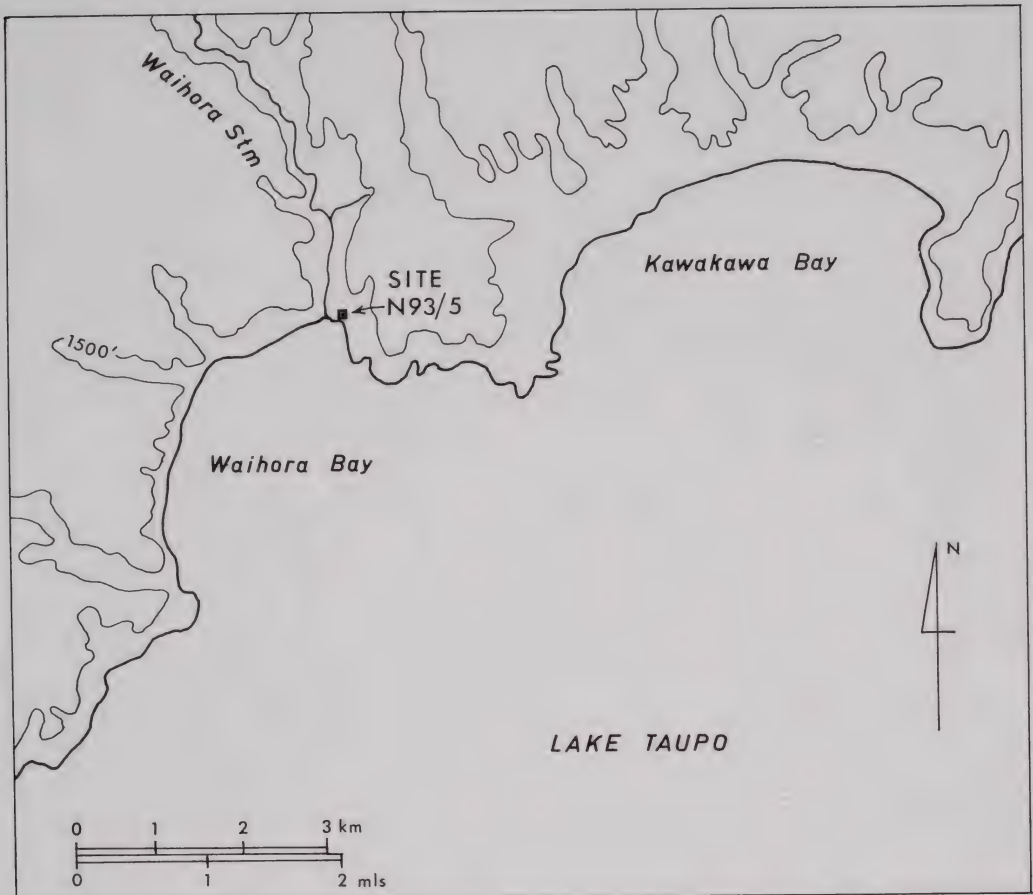 Waihora Stm
SITE
N93/5
Kawakawa Bay
1500'
Waihora Bay
N
LAKE TAUPO
0 1 2 3 km
0 1 2 mls